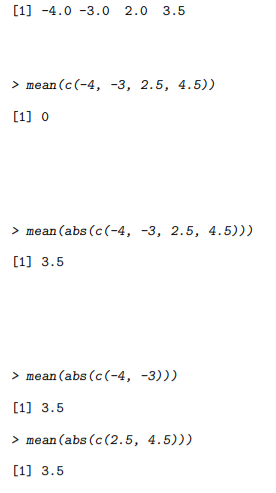 [1] -4.0 -3.0  2.0  3.5
> mean(c(-4, -3, 2.5, 4.5))
[1] 0
> mean(abs(c(-4, -3, 2.5, 4.5)))
[1] 3.5
> mean(abs(c(-4, -3)))
[1] 3.5
> mean(abs(c(2.5, 4.5)))
[1] 3.5